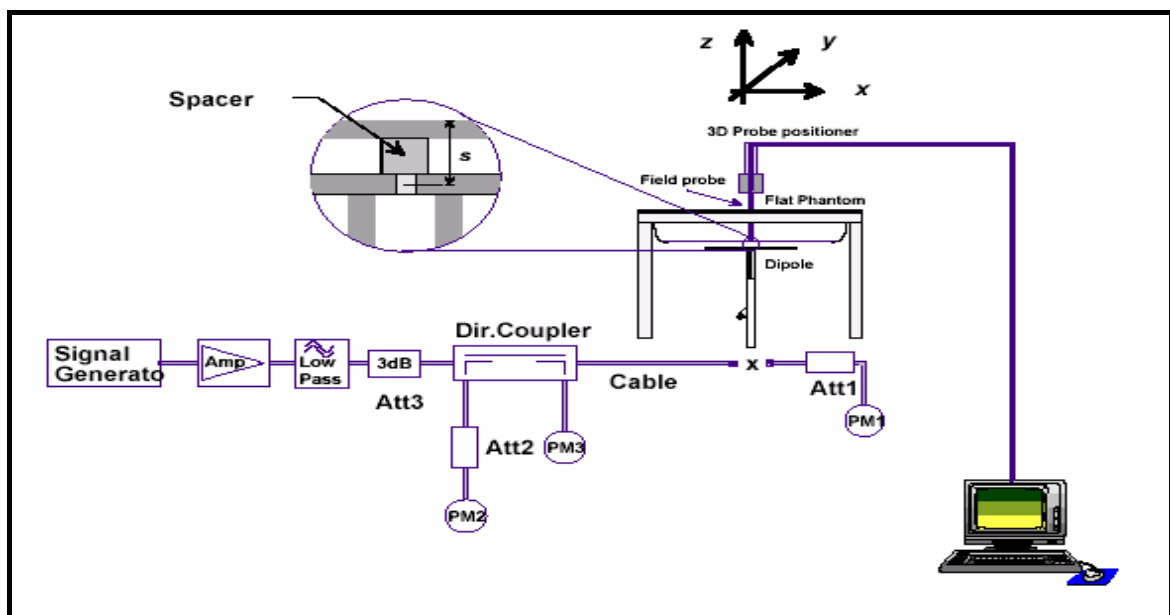 z
y
x
Spacer
s
3D Probe positioner
Field probe
Flat Phantom
Dipole
Signal
Generato
Amp
Low
Pass
3dB
Att3
Dir.Coupler
Cable
x
Att1
PM1
Att2
PM3
PM2